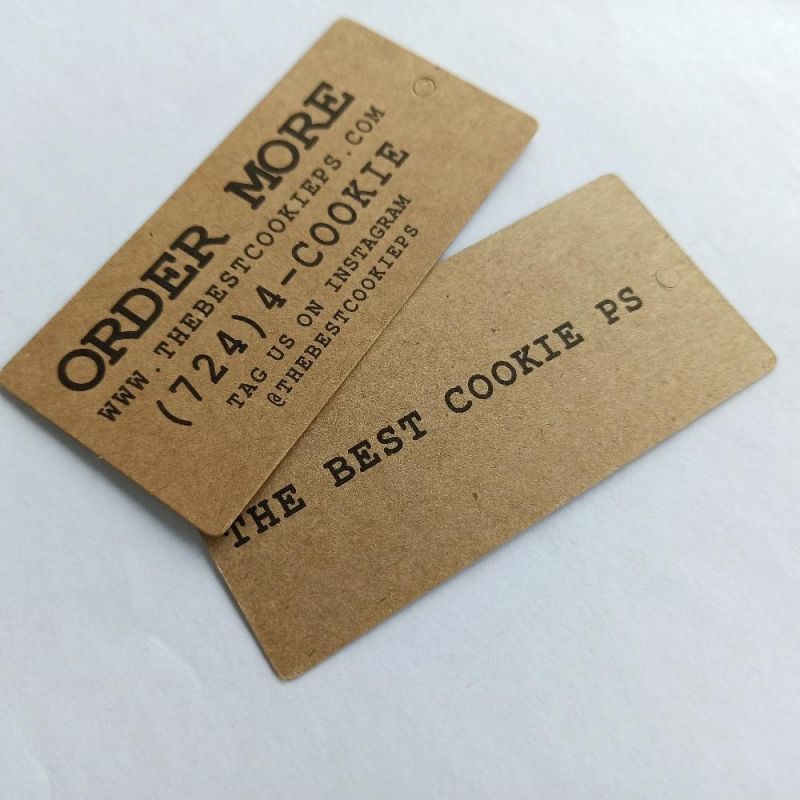 ORDER MORE
WWW.THEBESTCOOKIEPS.COM
(724)4-COOKIE
TAG US ON INSTAGRAM
@THEBESTCOOKIEPS
THE BEST COOKIE PS